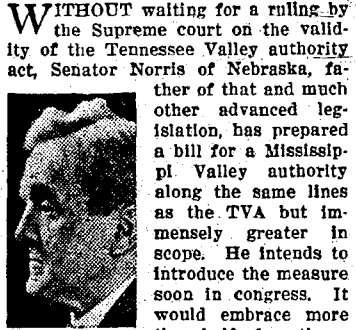 WITHOUT waiting for a ruling by
the Supreme court on the valid-
ity of the Tennessee Valley authority
act, Senator Norris of Nebraska, fa-
ther of that and much
other advanced leg-
islation, has prepared
a bill for a Mississip-
pi Valley authority
along the same lines
as the TVA but im-
mensely greater in
scope. He intends to
introduce the measure
soon in congress. It
would embrace more